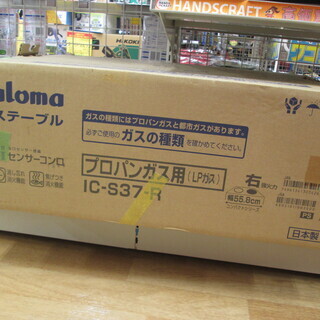 HANDSCRAFT
HiKOKI
aloma
ステーブル
ガスの種類にはプロパンガスと都市ガスがあります。
必ずご使用のガスの種類を確かめてください。
センサーコンロ
プロパンガス用(LPガス)
IC-S37-R
右
幅55.8cm
日本製